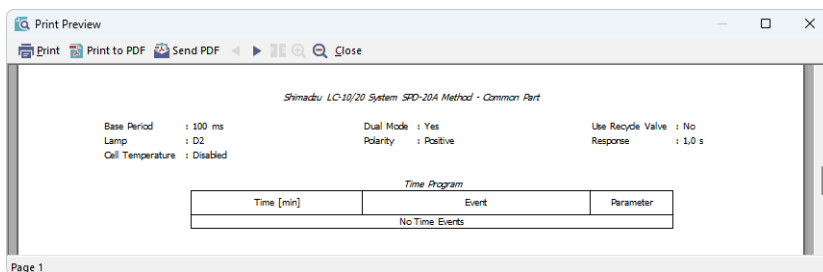 Print Preview
Print Print to PDF Send PDF Close
Shimadzu LC-10/20 System SPD-20A Method - Common Part
Base Period : 100 ms Dual Mode : Yes Use Recycle Valve : No
Lamp : D2 Polarity : Positive Response : 1,0 s
Cell Temperature : Disabled
Time Program
Time [min] Event Parameter
No Time Events
Page 1